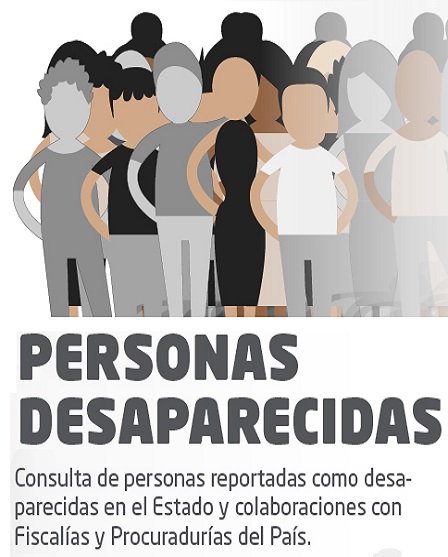 PERSONAS
DESAPARECIDAS
Consulta de personas reportadas como desa-
parecidas en el Estado y colaboraciones con
Fiscalías y Procuradurías del País.